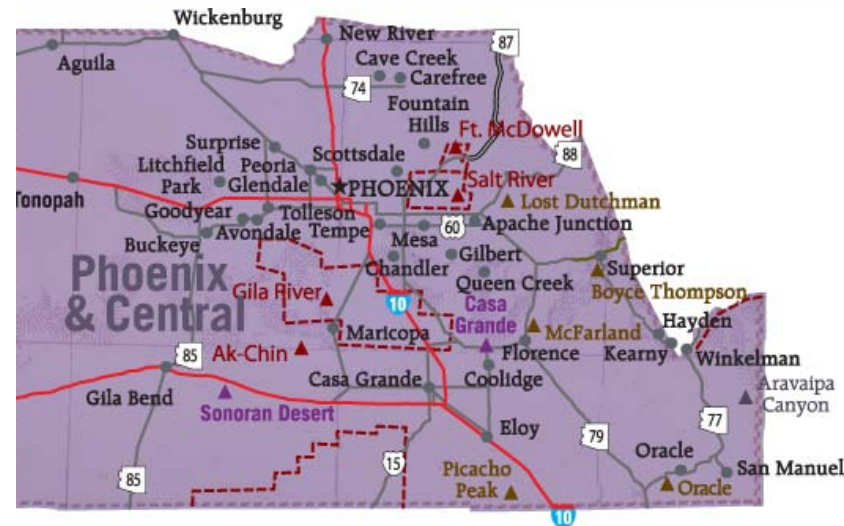 Wickenburg
New River
87
Aguila
Cave Creek
Carefree
74
Fountain
Hills
Ft. McDowell
Surprise
Scottsdale
88
Litchfield
Park
Peoria
Glendale
PHOENIX
Salt River
Tonopah
Lost Dutchman
Goodyear
Tolleson
60
Apache Junction
Buckeye
Avondale
Tempe
Mesa
Gilbert
Phoenix
& Central
Chandler
Queen Creek
Superior
Boyce Thompson
Gila River
10
Casa
Grande
Hayden
Maricopa
McFarland
85
Ak-Chin
Florence
Kearny
Winkelman
Gila Bend
Casa Grande
Coolidge
Aravaipa
Canyon
Sonoran Desert
77
Eloy
79
Oracle
15
85
Picacho
Peak
Oracle
San Manuel
10